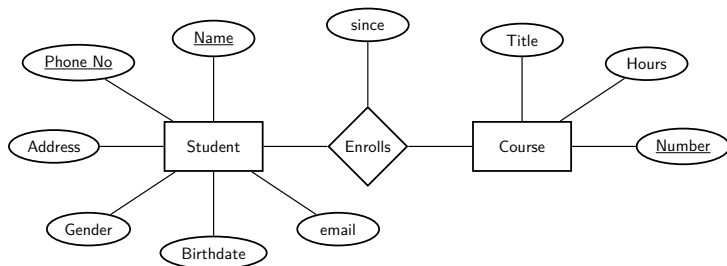 since
Name
Title
Phone No
Hours
Address
Student
Enrolls
Course
Number
Gender
email
Birthdate